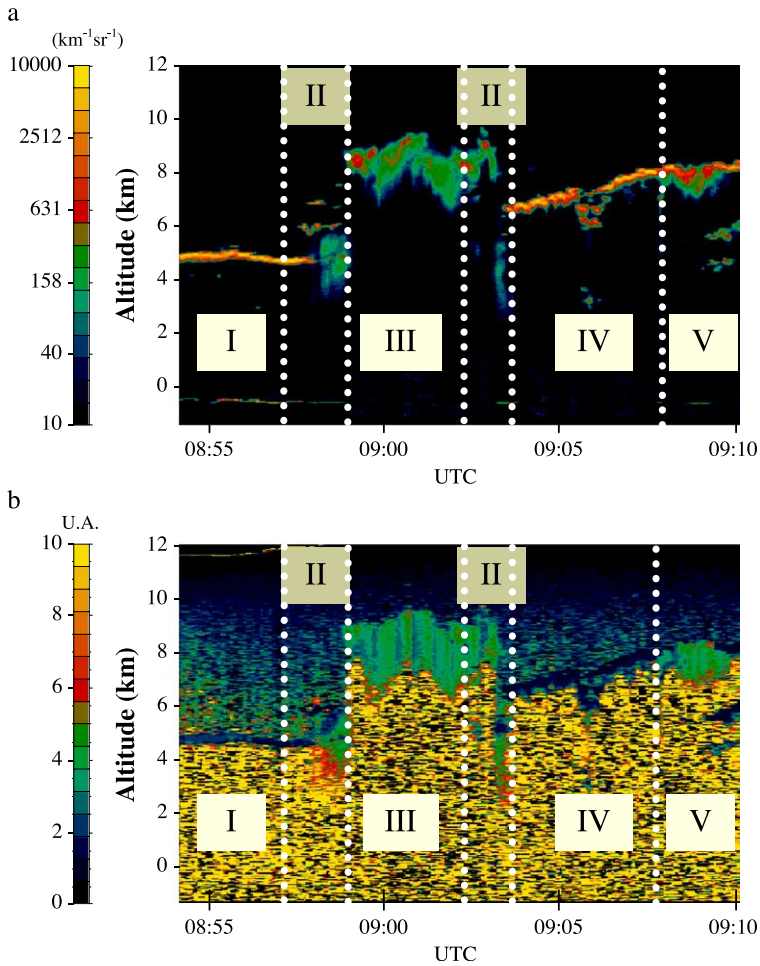 a
(km⁻¹sr⁻¹)
10000
2512
631
158
40
10
Altitude (km)
12
10
8
6
4
2
0
II
II
I
III
IV
V
08:55
09:00
09:05
09:10
UTC
b
U.A.
10
8
6
4
2
0
Altitude (km)
12
10
8
6
4
2
0
II
II
I
III
IV
V
08:55
09:00
09:05
09:10
UTC